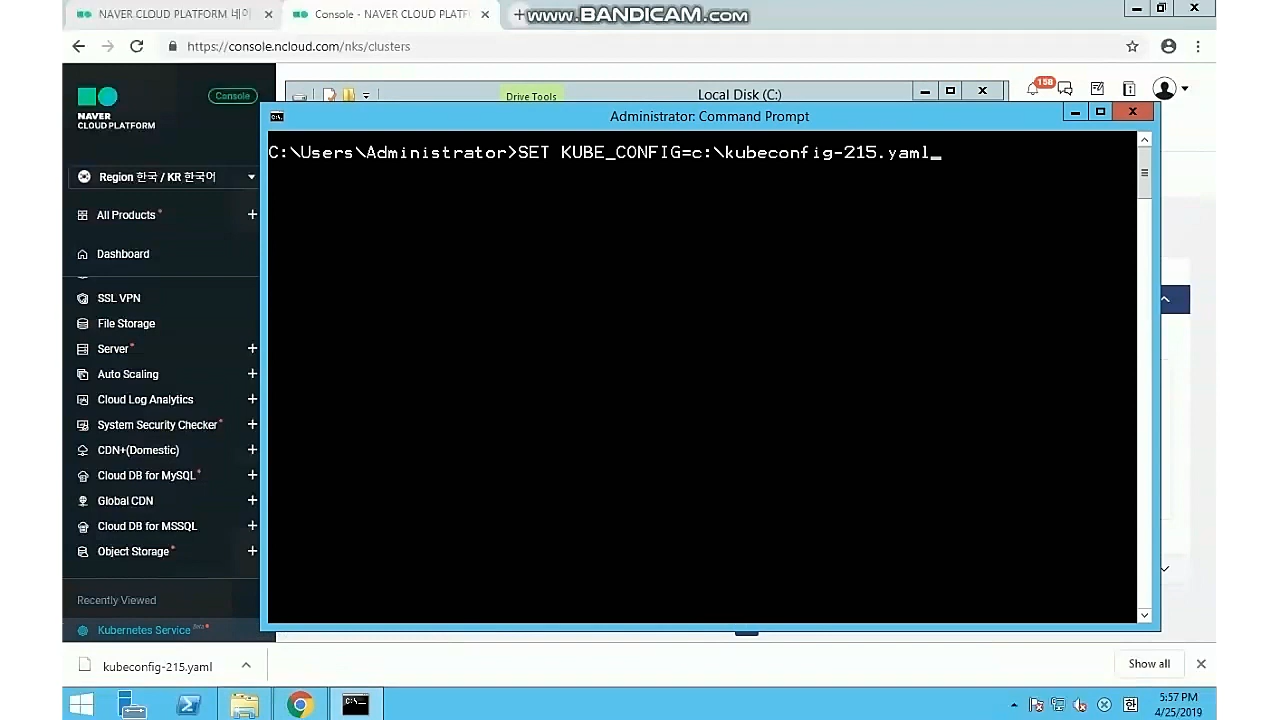 NAVER CLOUD PLATFORM 네이
Console - NAVER CLOUD PLATF
www.BANDICAM.com
https://console.ncloud.com/nks/clusters
NAVER
CLOUD PLATFORM
Console
Drive Tools
Local Disk (C:)
158
Administrator: Command Prompt
C:\Users\Administrator>SET KUBE_CONFIG=c:\kubeconfig-215.yaml_
Region 한국 / KR 한국어
All Products
Dashboard
SSL VPN
File Storage
Server
Auto Scaling
Cloud Log Analytics
System Security Checker
CDN+(Domestic)
Cloud DB for MySQL
Global CDN
Cloud DB for MSSQL
Object Storage
Recently Viewed
Kubernetes Service Beta
kubeconfig-215.yaml
Show all
한
5:57 PM
4/25/2019